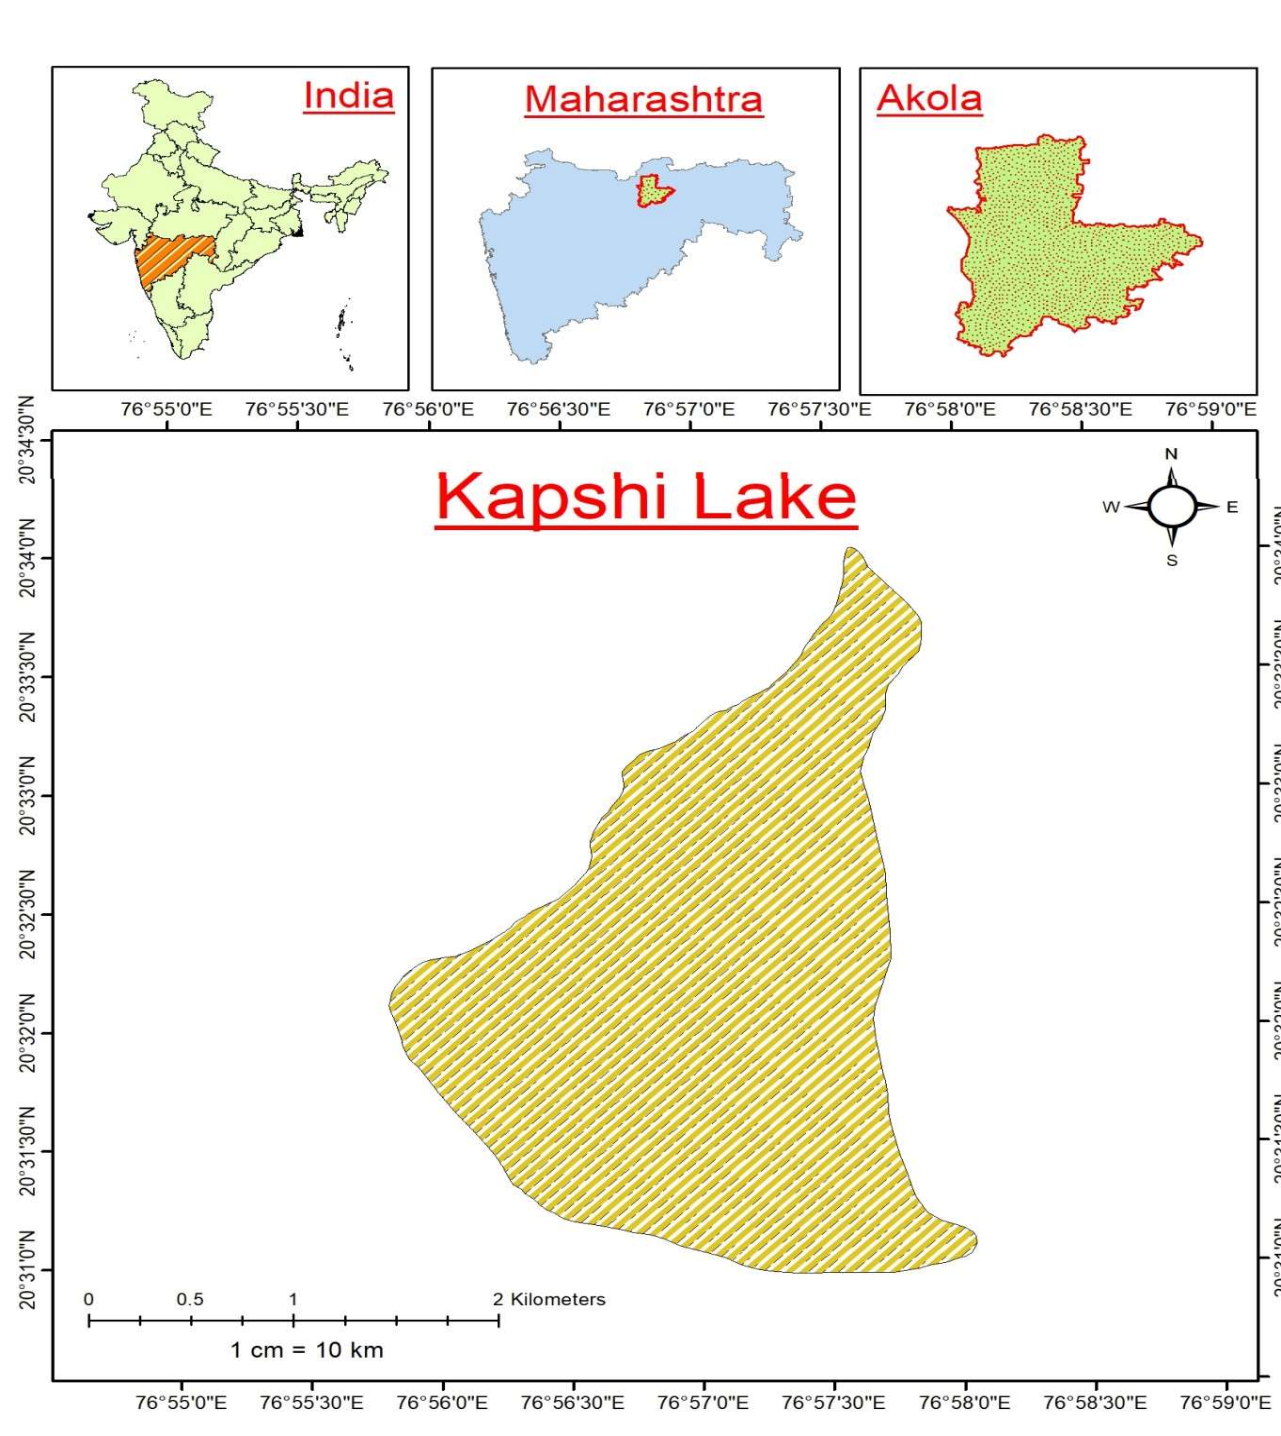 India
Maharashtra
Akola
76°55'0"E 76°55'30"E 76°56'0"E 76°56'30"E 76°57'0"E 76°57'30"E 76°58'0"E 76°58'30"E 76°59'0"E
Kapshi Lake
N
W E
S
20°34'30"N
20°34'0"N
20°33'30"N
20°33'0"N
20°32'30"N
20°32'0"N
20°31'30"N
20°31'0"N
0 0.5 1 2 Kilometers
1 cm = 10 km
76°55'0"E 76°55'30"E 76°56'0"E 76°56'30"E 76°57'0"E 76°57'30"E 76°58'0"E 76°58'30"E 76°59'0"E